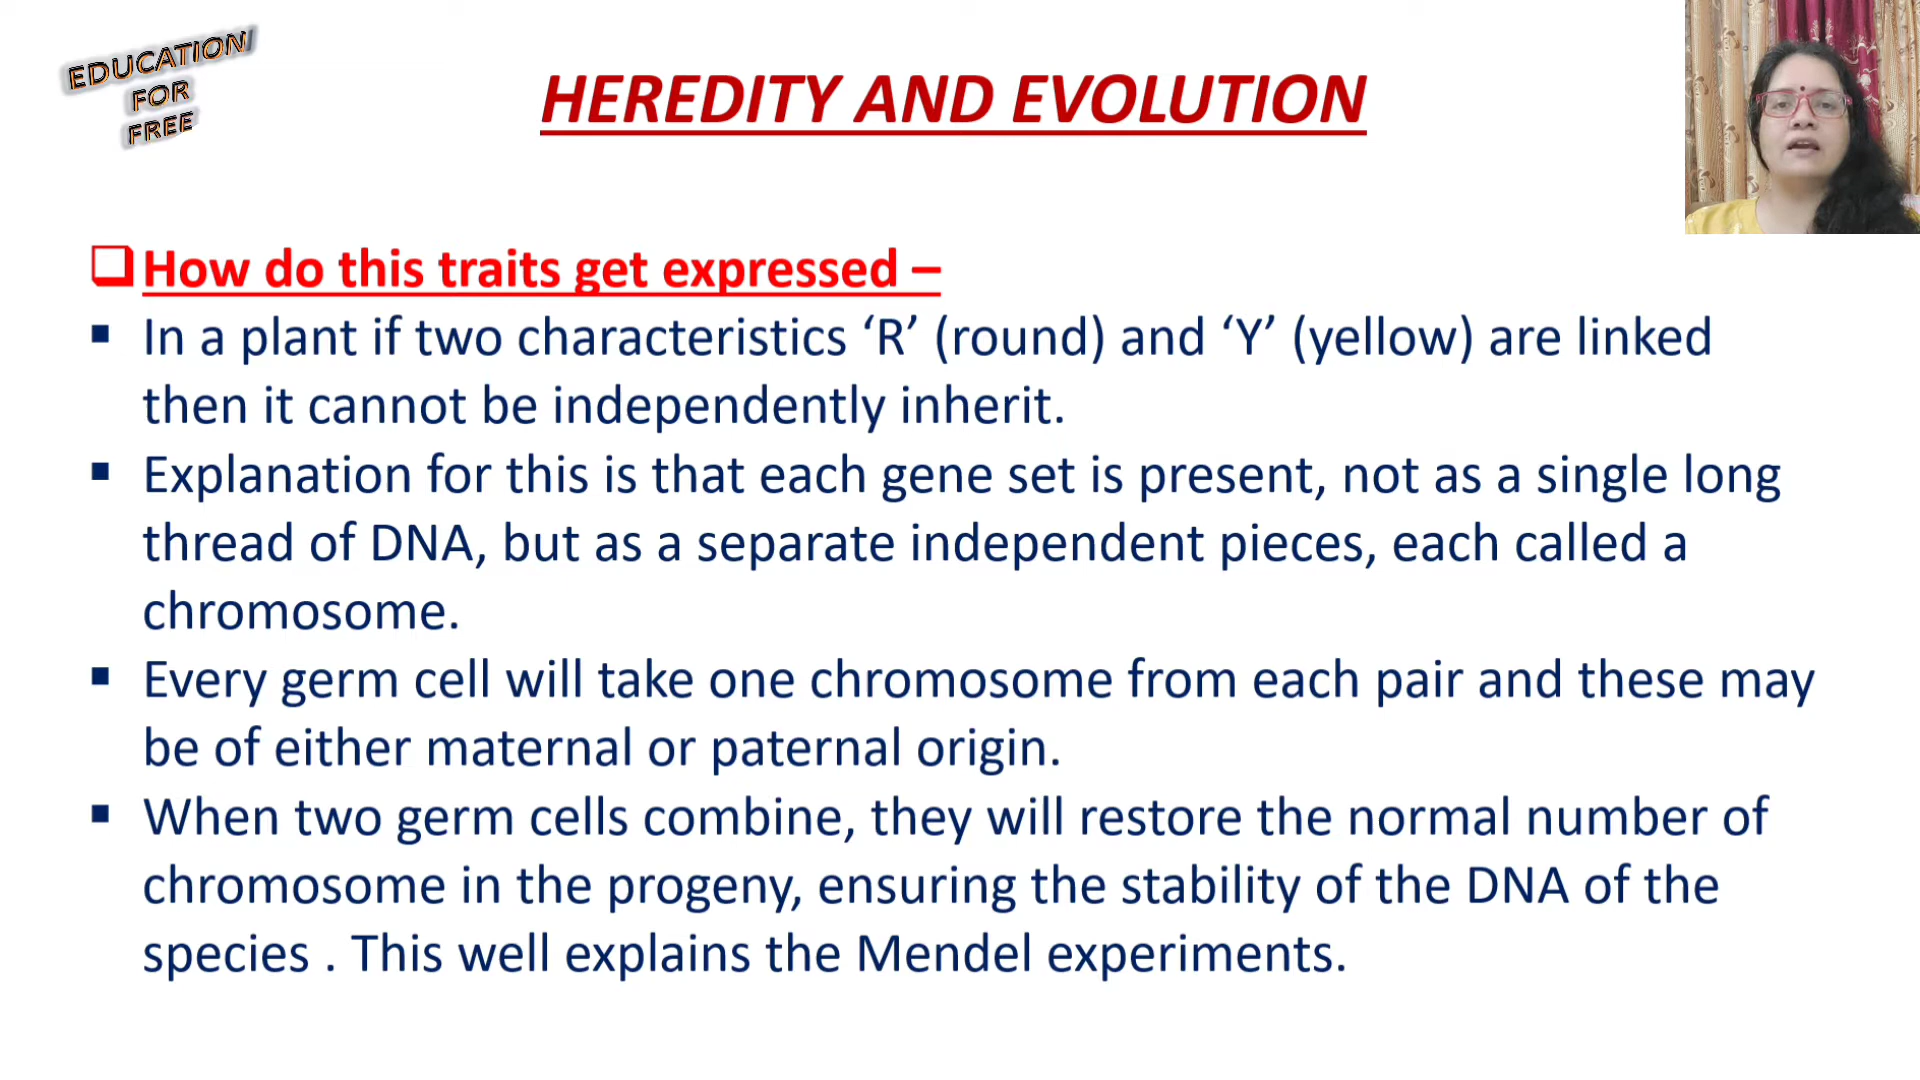 EDUCATION
FOR
FREE
HEREDITY AND EVOLUTION
How do this traits get expressed –
▪ In a plant if two characteristics ‘R’ (round) and ‘Y’ (yellow) are linked
then it cannot be independently inherit.
▪ Explanation for this is that each gene set is present, not as a single long
thread of DNA, but as a separate independent pieces, each called a
chromosome.
▪ Every germ cell will take one chromosome from each pair and these may
be of either maternal or paternal origin.
▪ When two germ cells combine, they will restore the normal number of
chromosome in the progeny, ensuring the stability of the DNA of the
species . This well explains the Mendel experiments.